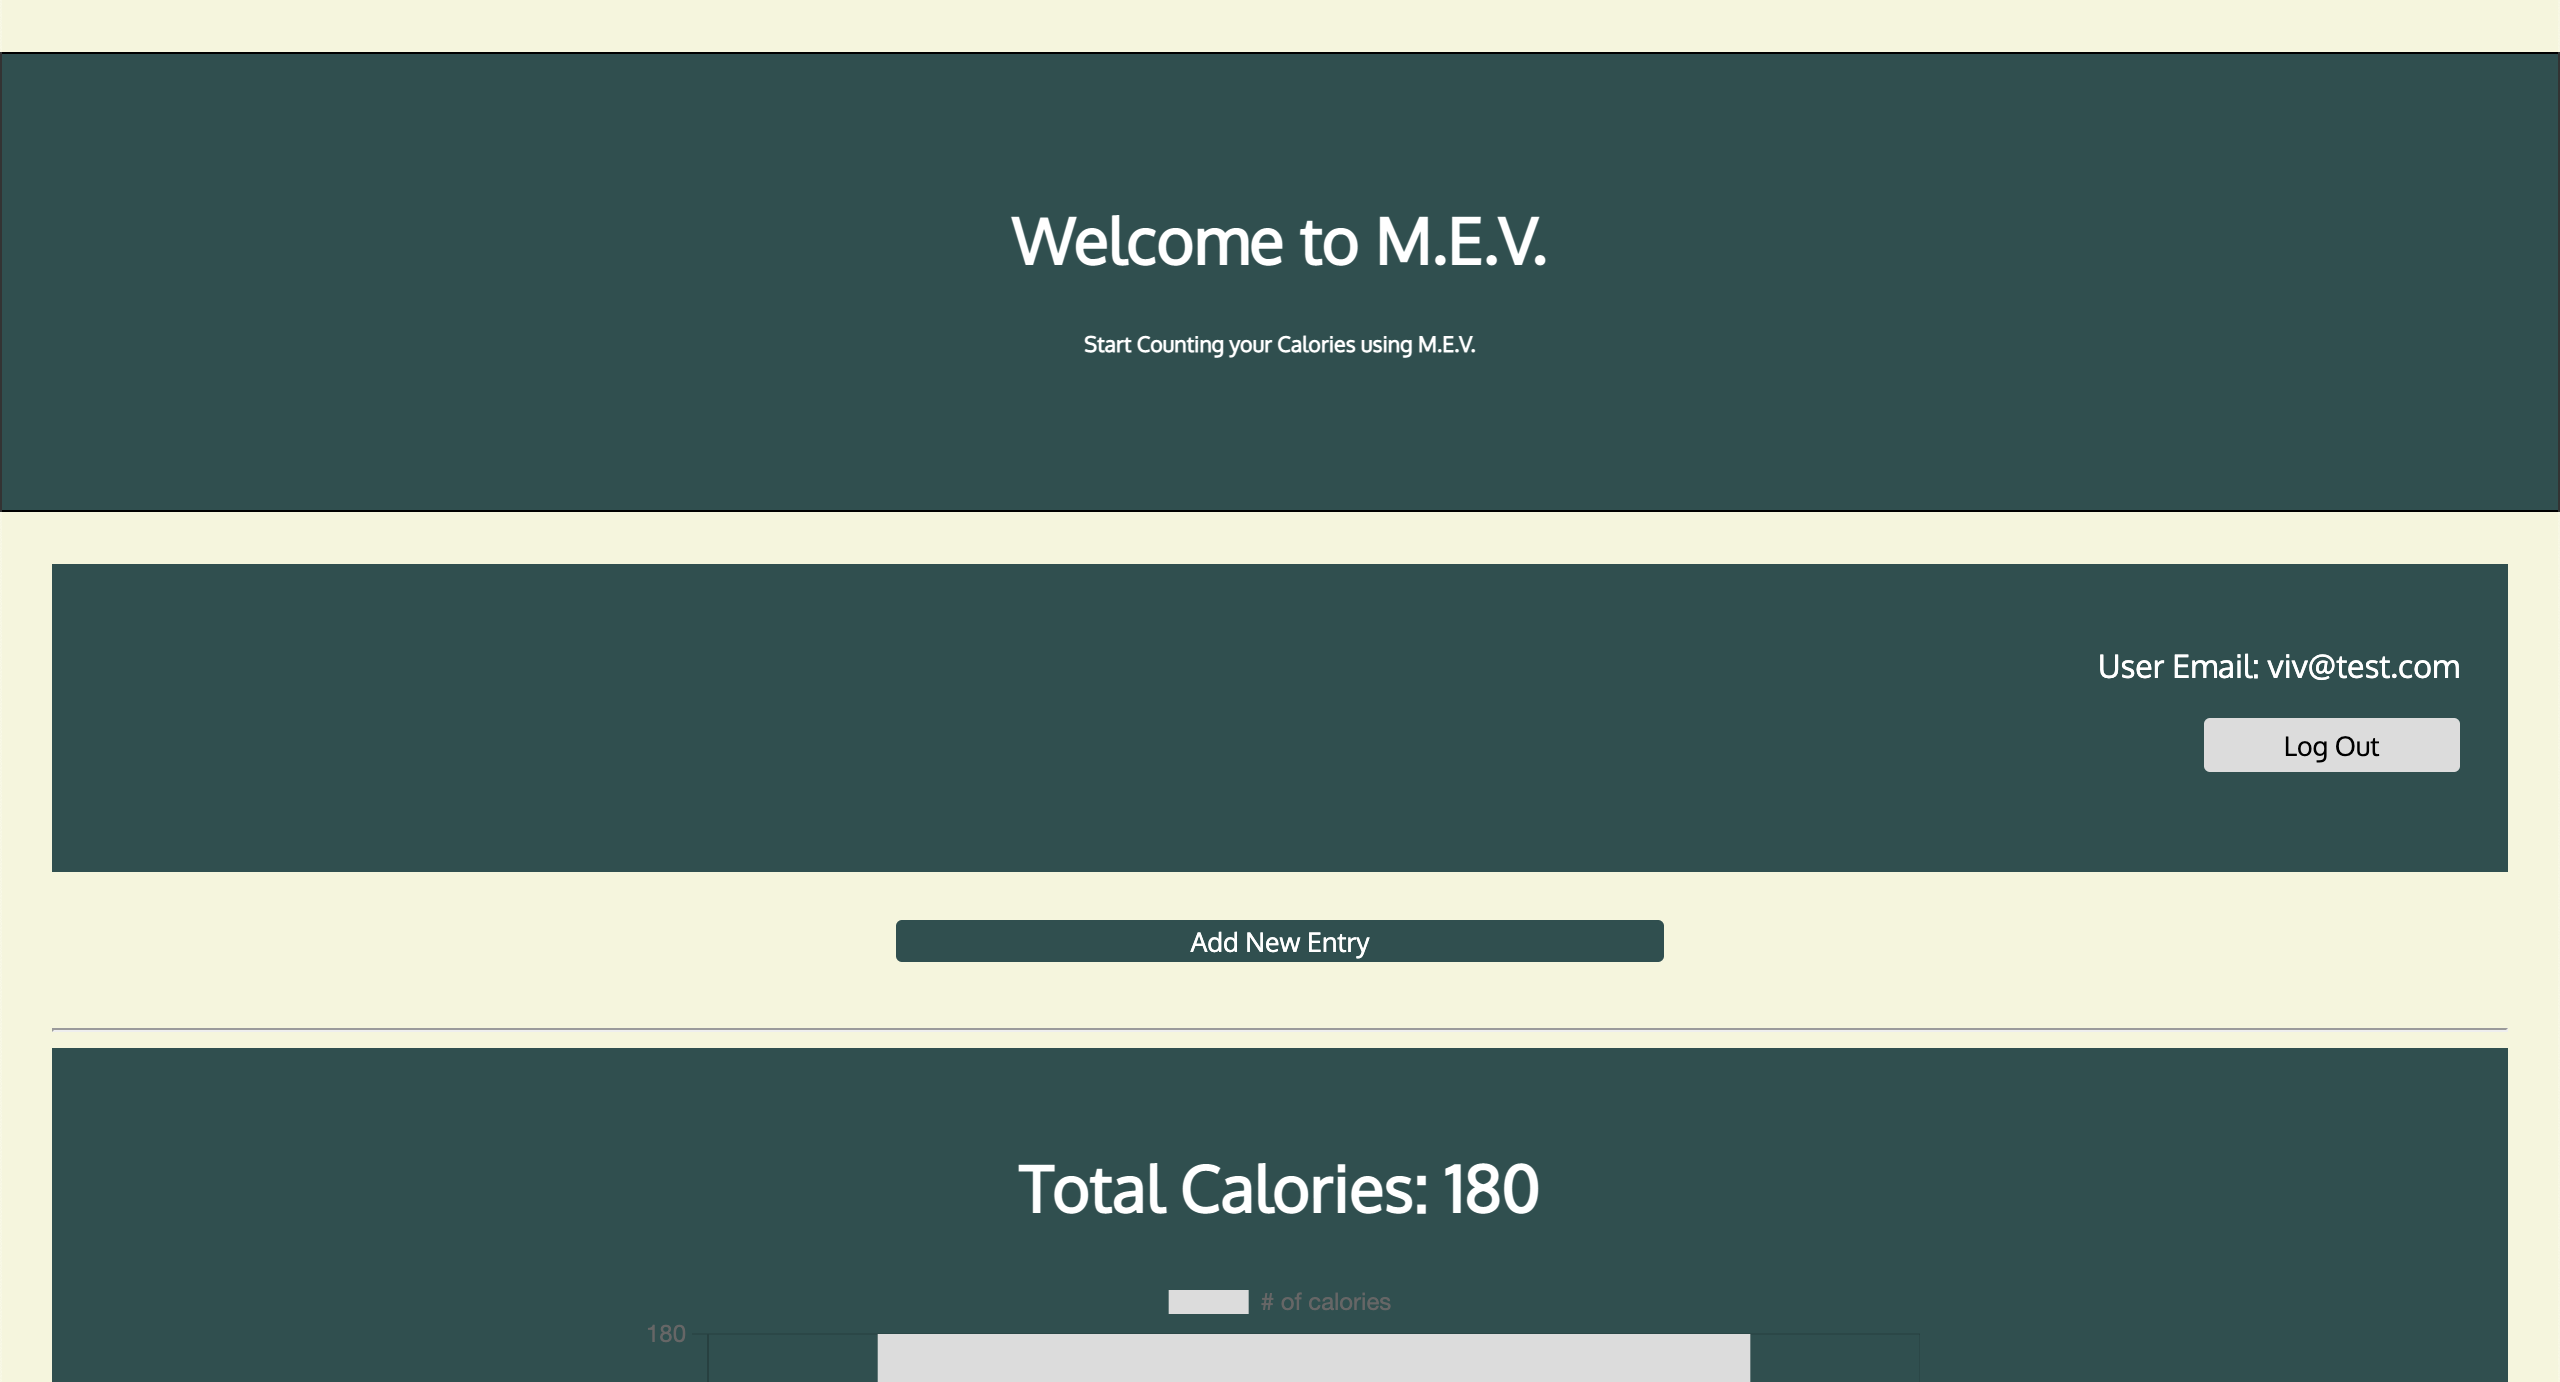 Welcome to M.E.V.
Start Counting your Calories using M.E.V.
User Email: viv@test.com
Log Out
Add New Entry
Total Calories: 180
# of calories
180